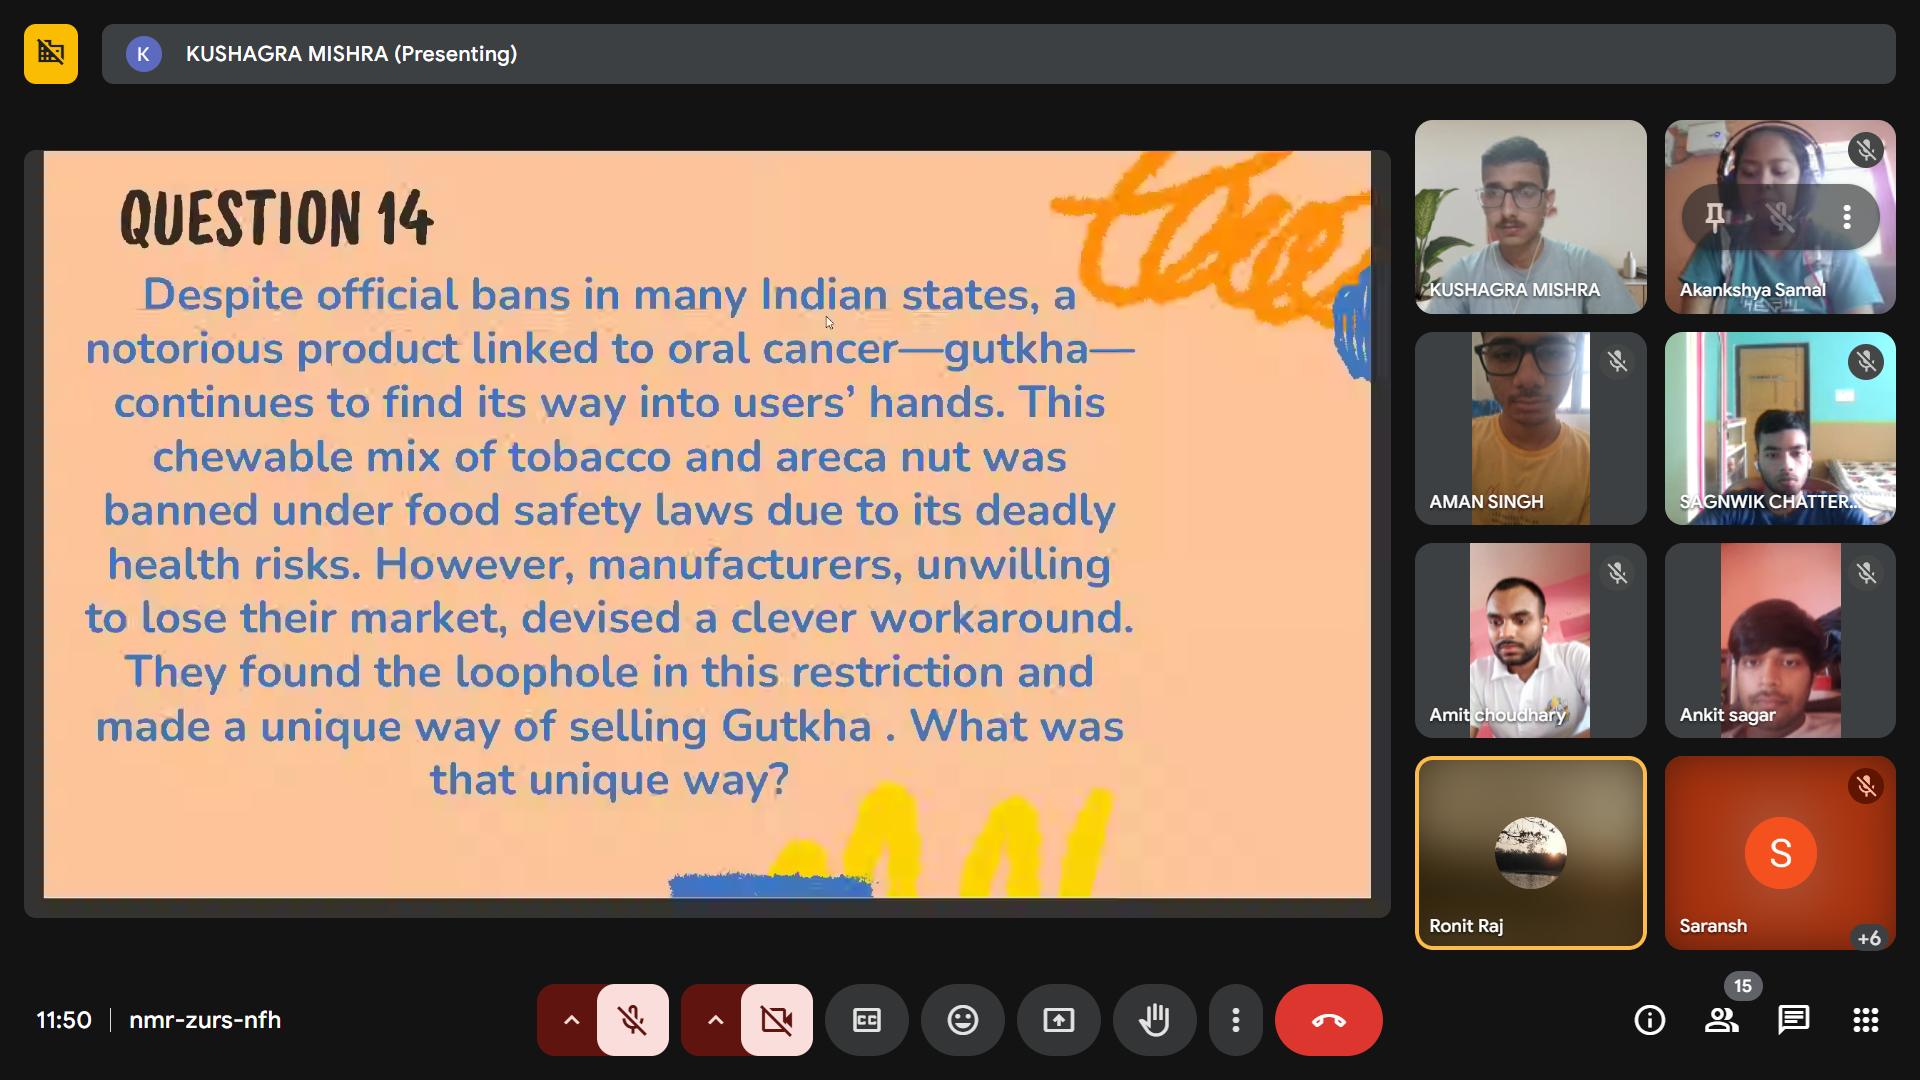 K KUSHAGRA MISHRA (Presenting)
QUESTION 14
Despite official bans in many Indian states, a
notorious product linked to oral cancer—gutkha—
continues to find its way into users’ hands. This
chewable mix of tobacco and areca nut was
banned under food safety laws due to its deadly
health risks. However, manufacturers, unwilling
to lose their market, devised a clever workaround.
They found the loophole in this restriction and
made a unique way of selling Gutkha . What was
that unique way?
KUSHAGRA MISHRA
Akankshya Samal
AMAN SINGH
SAGNWIK CHATTER...
Amit choudhary
Ankit sagar
Ronit Raj
S
Saransh
+6
11:50 | nmr-zurs-nfh
CC
15